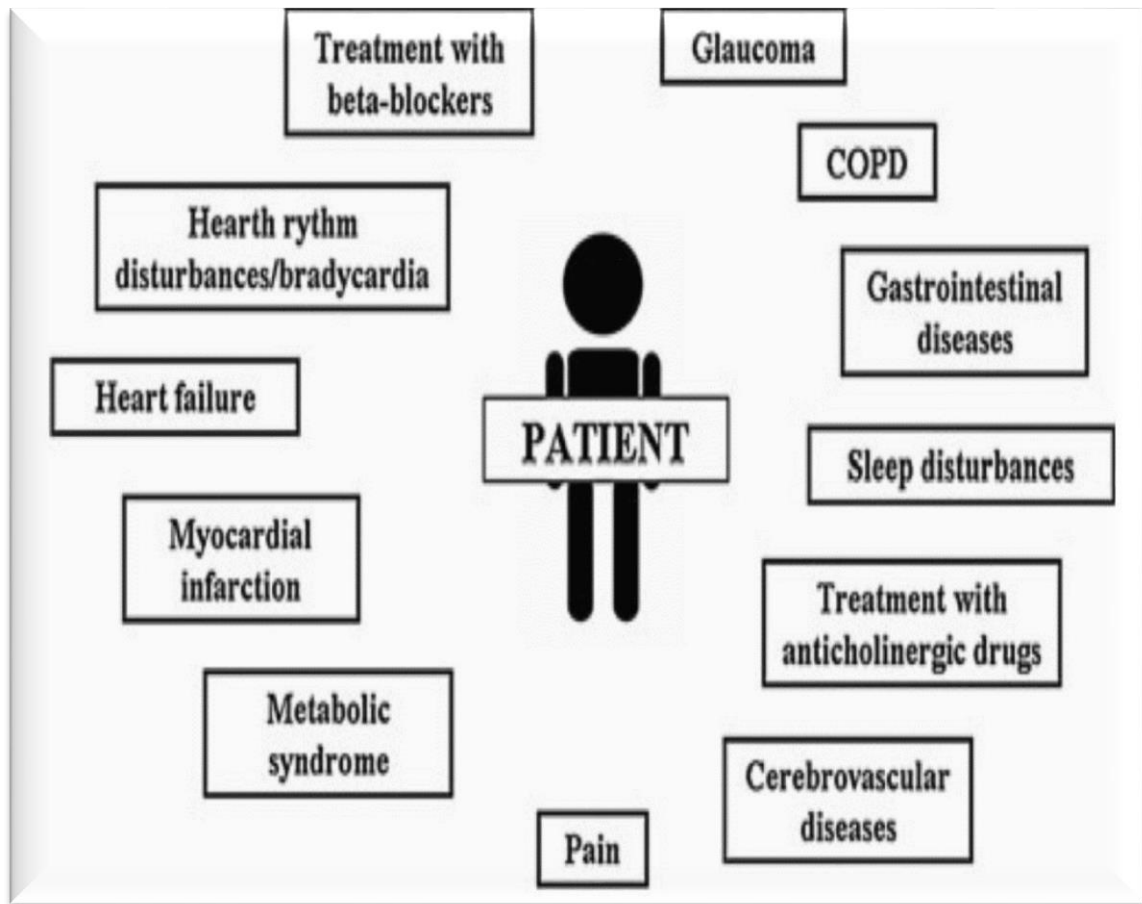 Treatment with
beta-blockers
Glaucoma
COPD
Hearth rythm
disturbances/bradycardia
Gastrointestinal
diseases
Heart failure
PATIENT
Sleep disturbances
Myocardial
infarction
Treatment with
anticholinergic drugs
Metabolic
syndrome
Cerebrovascular
diseases
Pain